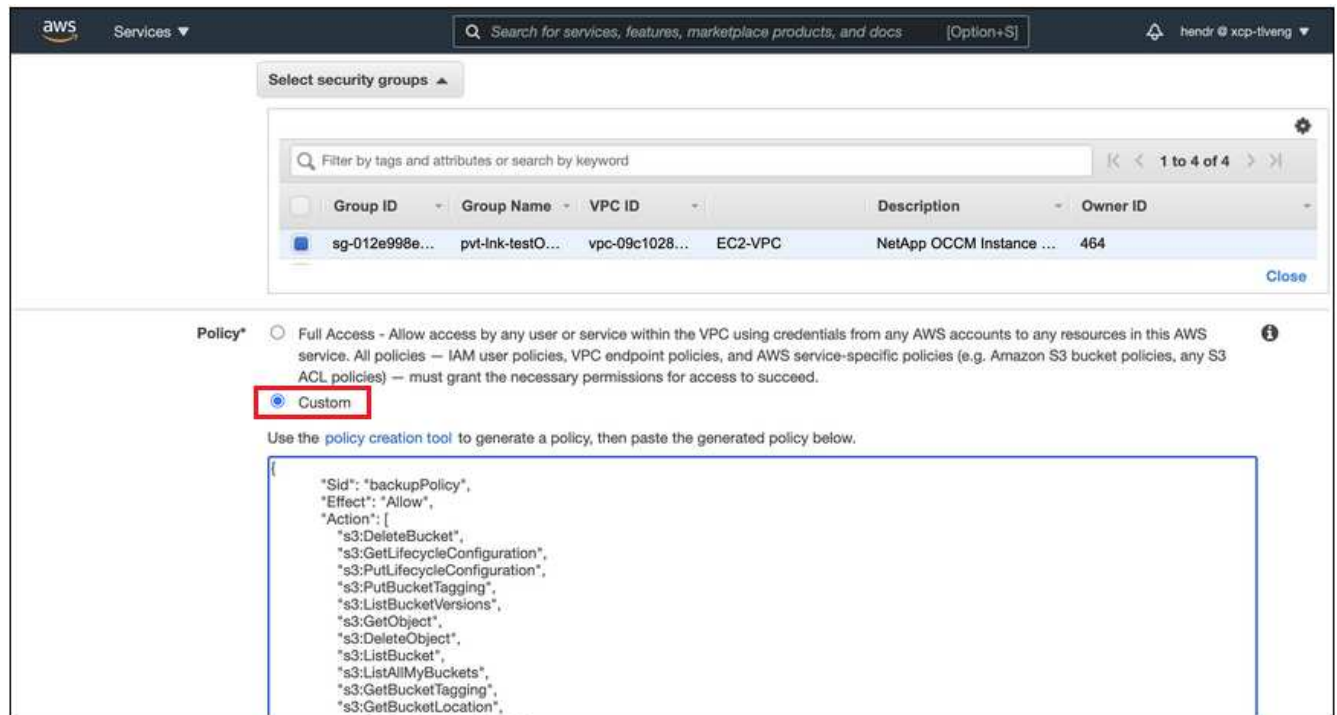 aws Services ▼ Search for services, features, marketplace products, and docs [Option+S] hendr @ xcp-tlveng ▼
Select security groups ▲
Filter by tags and attributes or search by keyword |< < 1 to 4 of 4 > >|
Group ID Group Name VPC ID Description Owner ID
sg-012e998e... pvt-lnk-testO... vpc-09c1028... EC2-VPC NetApp OCCM Instance ... 464
Close
Policy* Full Access - Allow access by any user or service within the VPC using credentials from any AWS accounts to any resources in this AWS
service. All policies — IAM user policies, VPC endpoint policies, and AWS service-specific policies (e.g. Amazon S3 bucket policies, any S3
ACL policies) — must grant the necessary permissions for access to succeed.
Custom
Use the policy creation tool to generate a policy, then paste the generated policy below.
{
"Sid": "backupPolicy",
"Effect": "Allow",
"Action": [
"s3:DeleteBucket",
"s3:GetLifecycleConfiguration",
"s3:PutLifecycleConfiguration",
"s3:PutBucketTagging",
"s3:ListBucketVersions",
"s3:GetObject",
"s3:DeleteObject",
"s3:ListBucket",
"s3:ListAllMyBuckets",
"s3:GetBucketTagging",
"s3:GetBucketLocation",